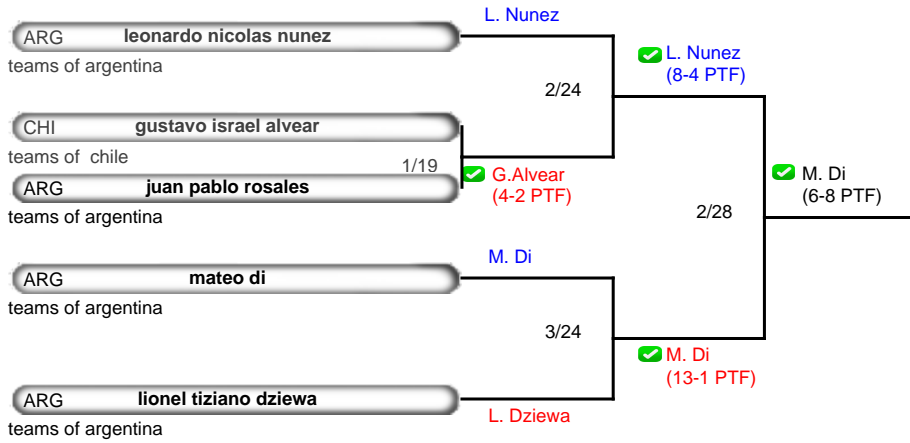 L. Nunez
ARG leonardo nicolas nunez
teams of argentina
L. Nunez
(8-4 PTF)
2/24
CHI gustavo israel alvear
teams of chile
1/19
G.Alvear
(4-2 PTF)
ARG juan pablo rosales
teams of argentina
M. Di
(6-8 PTF)
2/28
M. Di
ARG mateo di
teams of argentina
3/24
M. Di
(13-1 PTF)
ARG lionel tiziano dziewa
L. Dziewa
teams of argentina